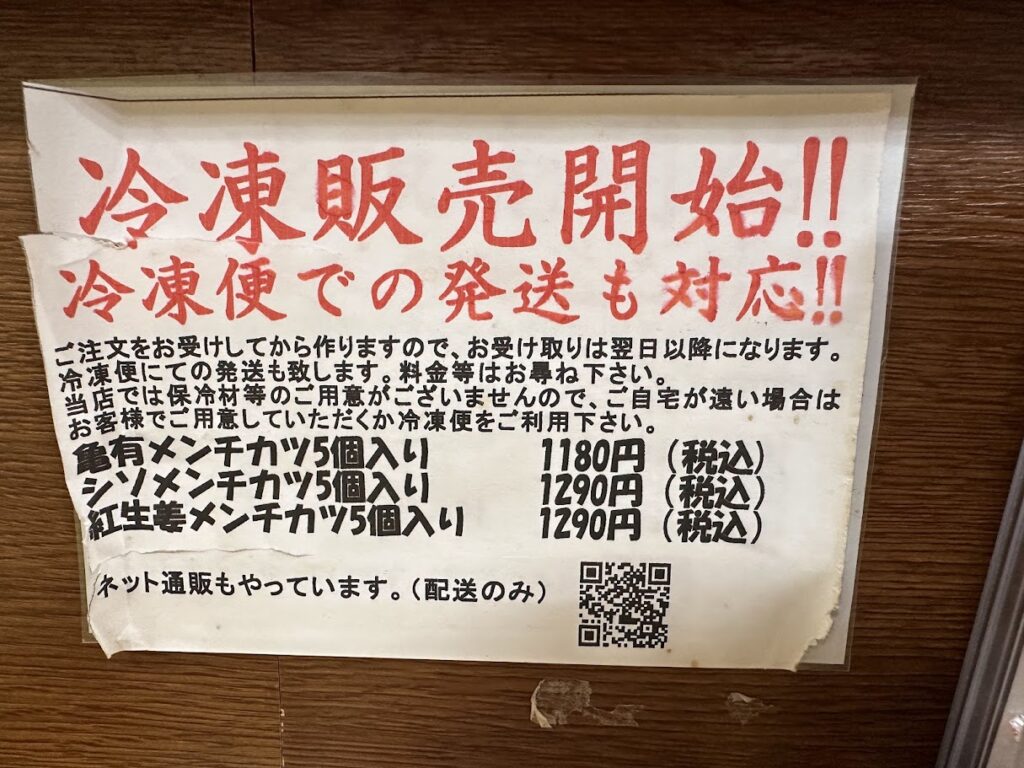 冷凍販売開始!!
冷凍便での発送も対応!!
ご注文をお受けしてから作りますので、お受け取りは翌日以降になります。
冷凍便にての発送も致します。料金等はお尋ね下さい。
当店では保冷材等のご用意がございませんので、ご自宅が遠い場合は
お客様でご用意していただくか冷凍便をご利用下さい。
亀有メンチカツ5個入り 1180円(税込)
シソメンチカツ5個入り 1290円(税込)
紅生姜メンチカツ5個入り 1290円(税込)
ネット通販もやっています。(配送のみ)